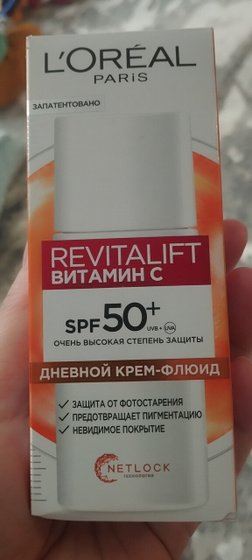 L'ORÉAL
PARIS
ЗАПАТЕНТОВАНО
REVITALIFT
ВИТАМИН С
SPF 50+ UVB + UVA
ОЧЕНЬ ВЫСОКАЯ СТЕПЕНЬ ЗАЩИТЫ
ДНЕВНОЙ КРЕМ-ФЛЮИД
✓ ЗАЩИТА ОТ ФОТОСТАРЕНИЯ
✓ ПРЕДОТВРАЩАЕТ ПИГМЕНТАЦИЮ
✓ НЕВИДИМОЕ ПОКРЫТИЕ
NETLOCK
TECHNOLOGIE